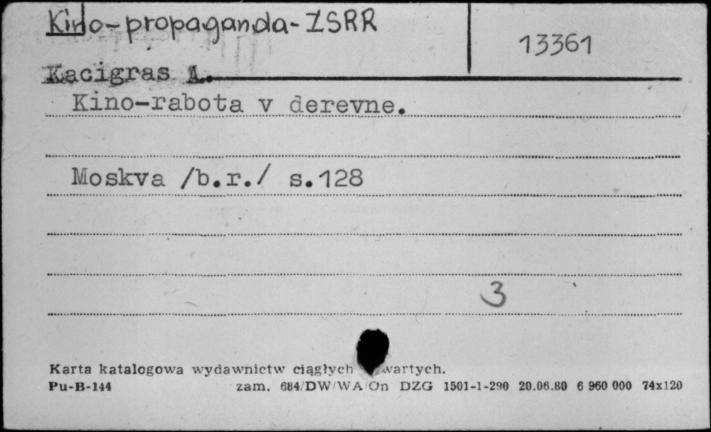 Kino-propaganda-ZSRR
13361
Kacigras A.
Kino-rabota v derevne.
Moskva /b.r./ s.128
3
Karta katalogowa wydawnictw ciągłych wartych.
Pu-B-144 zam. 684/DW/WA/On DZG 1501-1-290 20.06.80 6 960 000 74x120